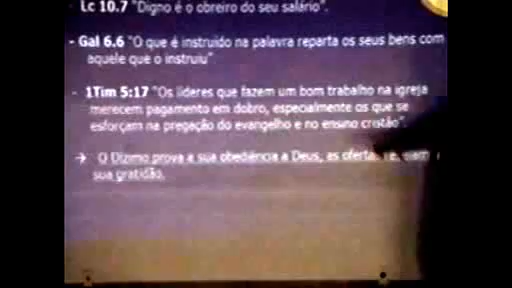 Lc 10.7 "Digno é o obreiro do seu salário".
- Gal 6.6 "O que é instruído na palavra reparta os seus bens com
aquele que o instruiu"
- 1Tim 5:17 "Os líderes que fazem um bom trabalho na igreja
merecem pagamento em dobro, especialmente os que se
esforçam na pregação do evangelho e no ensino cristão".
→ O Dízimo prova a sua obediência a Deus, as
sua gratidão.